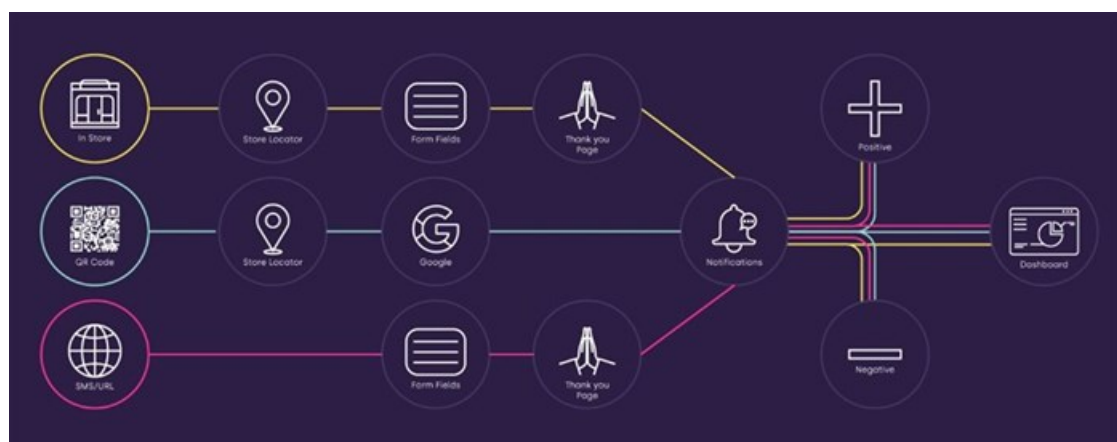 In Store
Store Locator
Form Fields
Thank you
Page
Positive
QR Code
Store Locator
Google
Notifications
Dashboard
SMS/URL
Form Fields
Thank you
Page
Negative